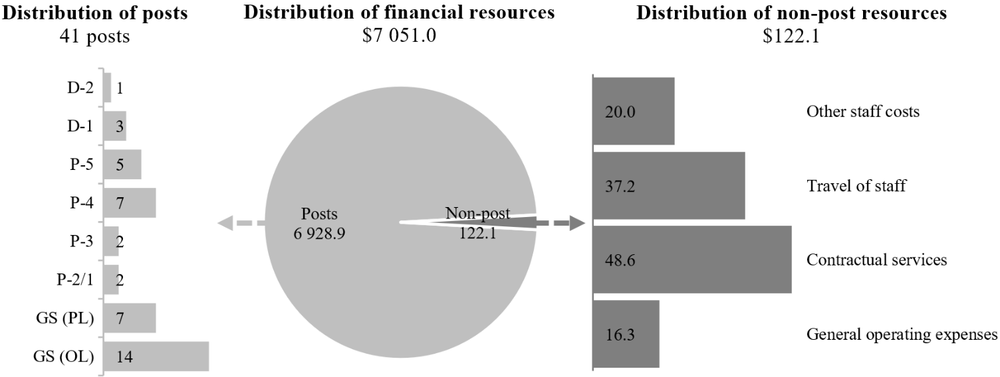 Distribution of posts
41 posts
Distribution of financial resources
$7 051.0
Distribution of non-post resources
$122.1
D-2
1
D-1
3
P-5
5
P-4
7
P-3
2
P-2/1
2
GS (PL)
7
GS (OL)
14
Posts
6 928.9
Non-post
122.1
20.0
Other staff costs
37.2
Travel of staff
48.6
Contractual services
16.3
General operating expenses